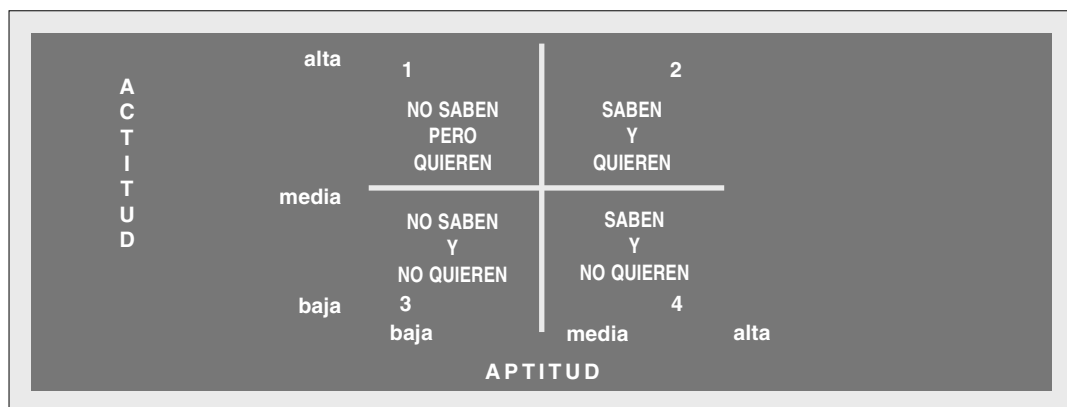 ACTITUD
alta
1
2
NO SABEN
PERO
QUIEREN
SABEN
Y
QUIEREN
media
NO SABEN
Y
NO QUIEREN
SABEN
Y
NO QUIEREN
baja
3
4
baja
media
alta
APTITUD